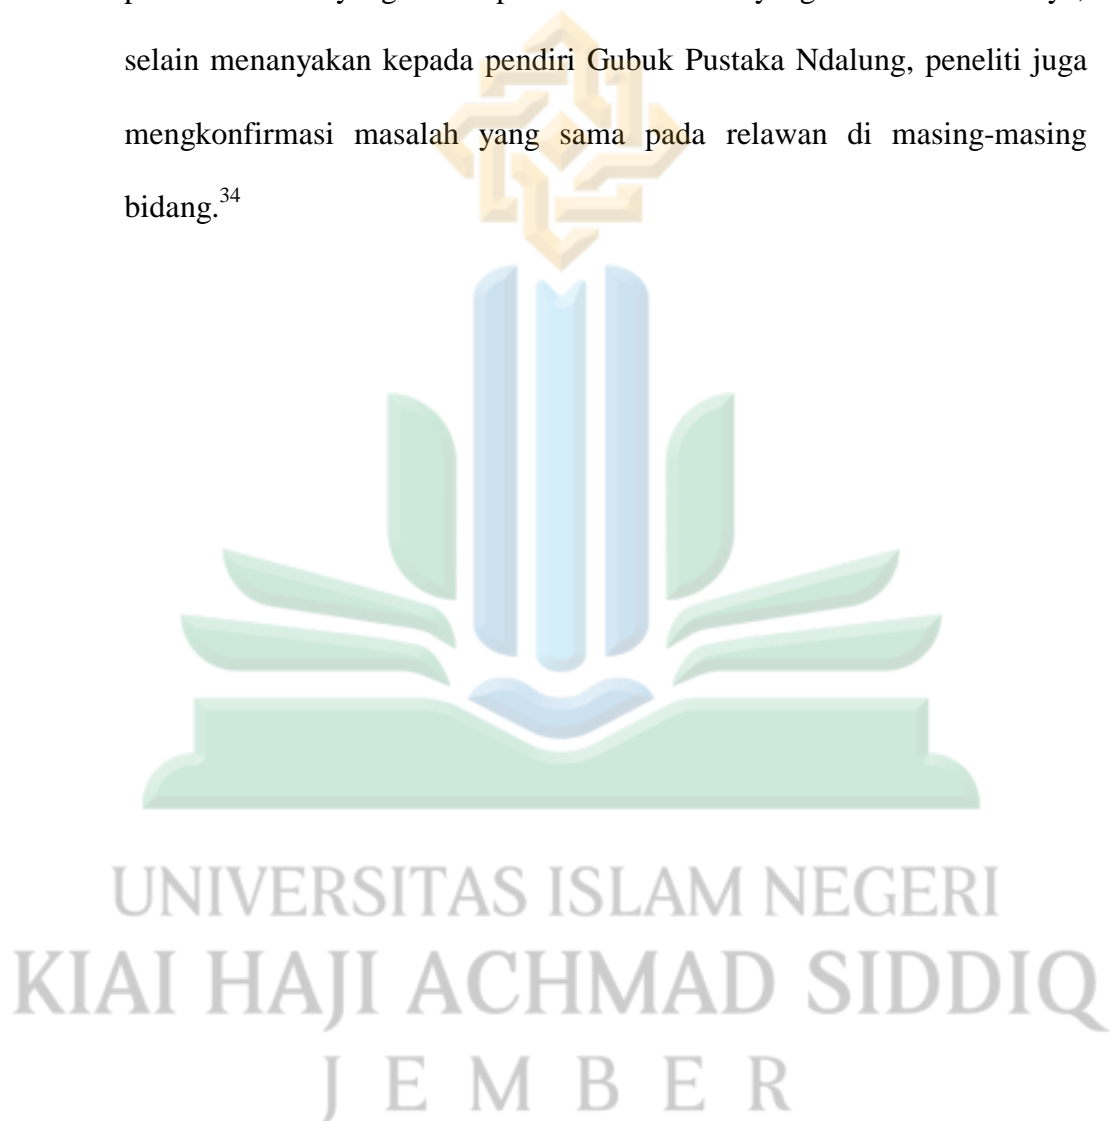 selain menanyakan kepada pendiri Gubuk Pustaka Ndalung, peneliti juga
mengkonfirmasi masalah yang sama pada relawan di masing-masing
bidang.34
UNIVERSITAS ISLAM NEGERI
KIAI HAJI ACHMAD SIDDIQ
JEMBER